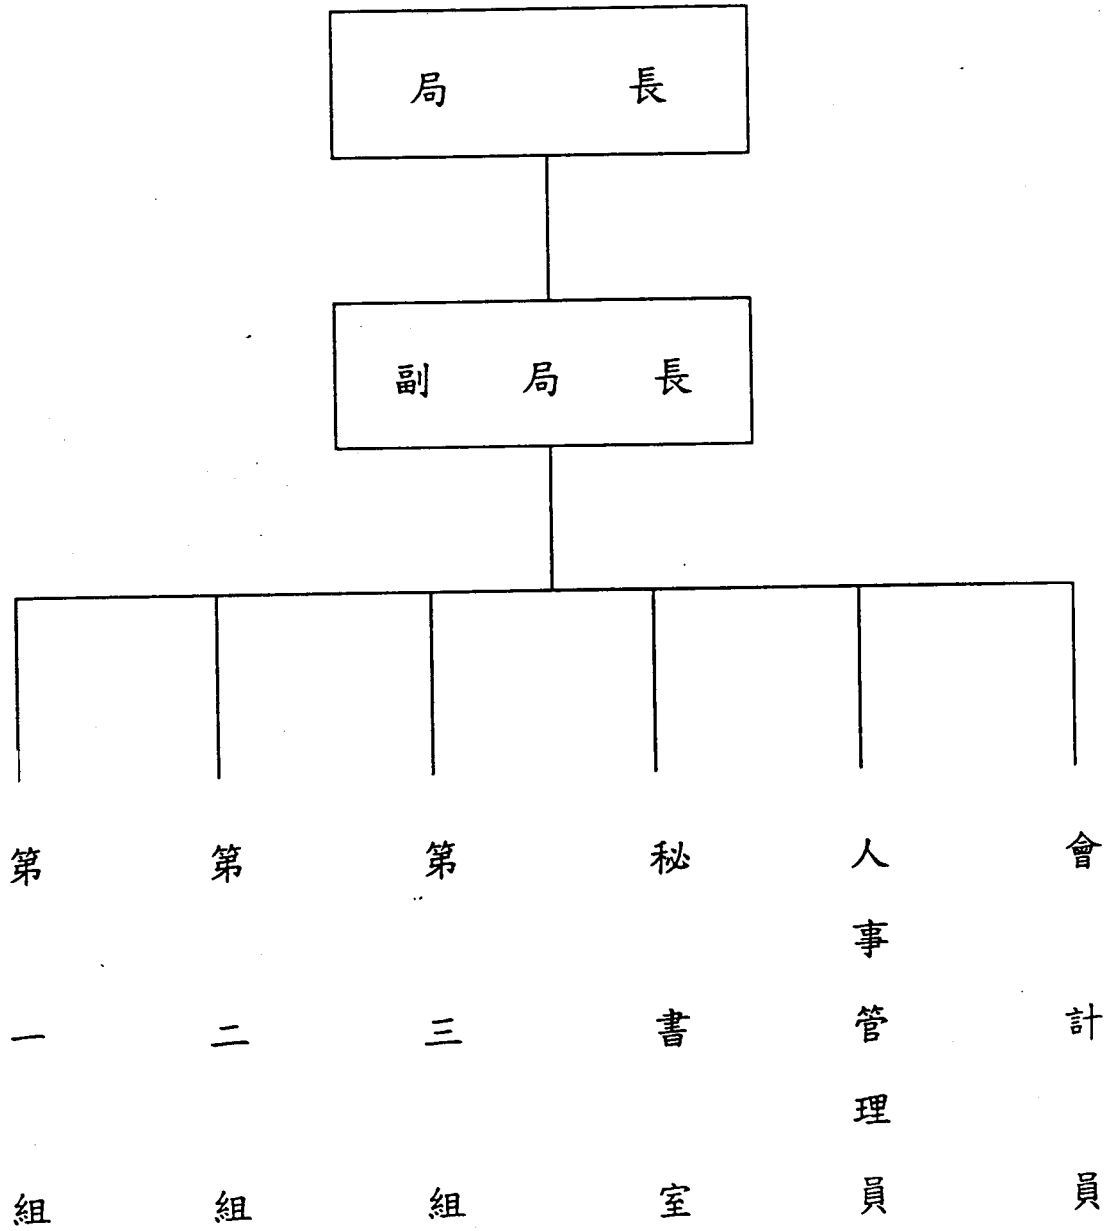 局長
副局長
第一組
第二組
第三組
秘書室
人事管理員
會計員